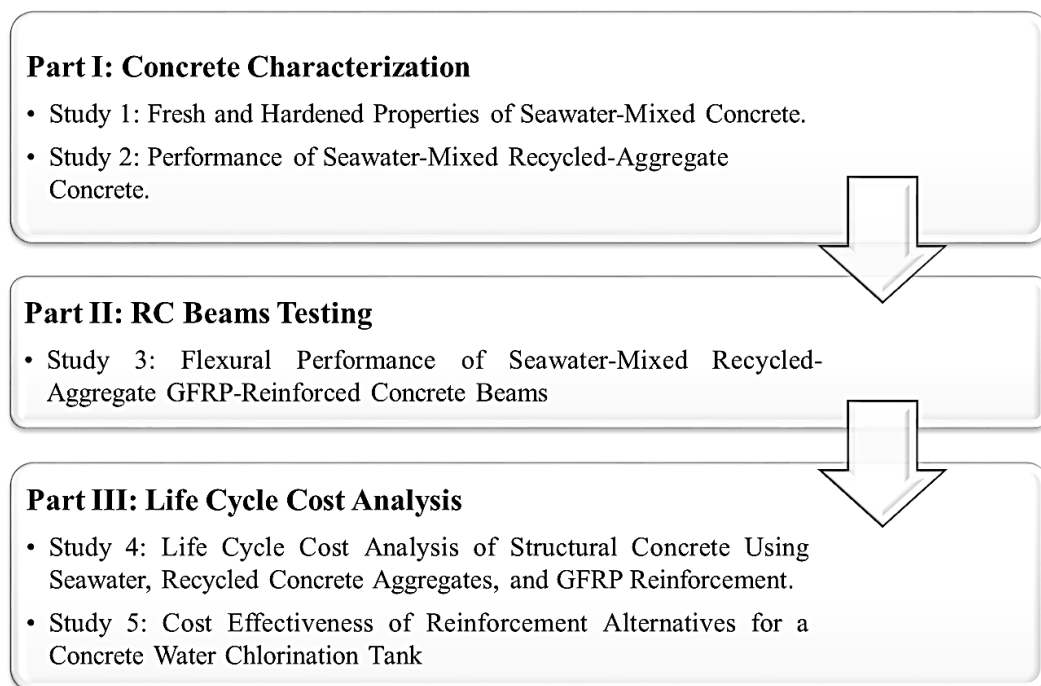 Part I: Concrete Characterization
• Study 1: Fresh and Hardened Properties of Seawater-Mixed Concrete.
• Study 2: Performance of Seawater-Mixed Recycled-Aggregate
Concrete.
Part II: RC Beams Testing
• Study 3: Flexural Performance of Seawater-Mixed Recycled-
Aggregate GFRP-Reinforced Concrete Beams
Part III: Life Cycle Cost Analysis
• Study 4: Life Cycle Cost Analysis of Structural Concrete Using
Seawater, Recycled Concrete Aggregates, and GFRP Reinforcement.
• Study 5: Cost Effectiveness of Reinforcement Alternatives for a
Concrete Water Chlorination Tank